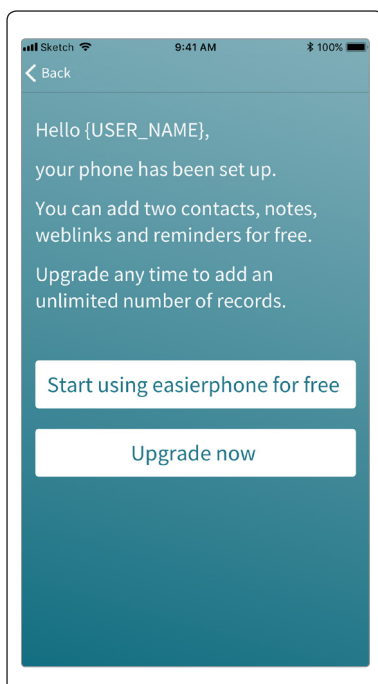 Sketch 9:41 AM 100%
Back
Hello {USER_NAME},
your phone has been set up.
You can add two contacts, notes,
weblinks and reminders for free.
Upgrade any time to add an
unlimited number of records.
Start using easierphone for free
Upgrade now